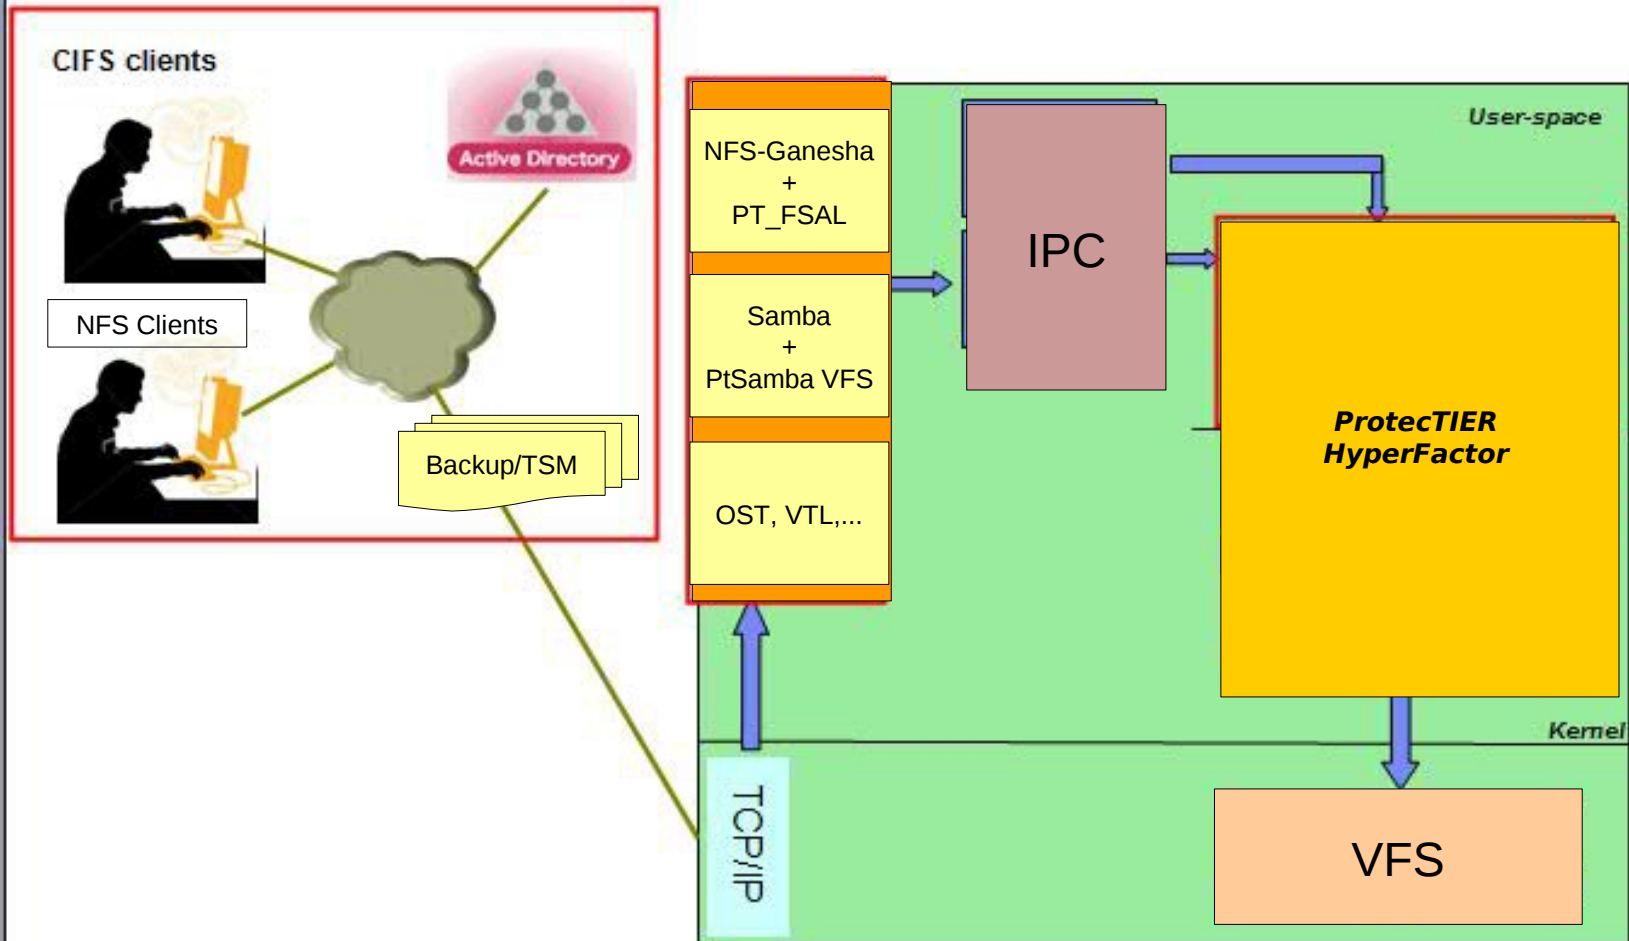 CIFS clients
Active Directory
NFS Clients
Backup/TSM
NFS-Ganesha
+
PT_FSAL
Samba
+
PtSamba VFS
OST, VTL,...
IPC
User-space
ProtecTIER
HyperFactor
Kernel
TCP/IP
VFS